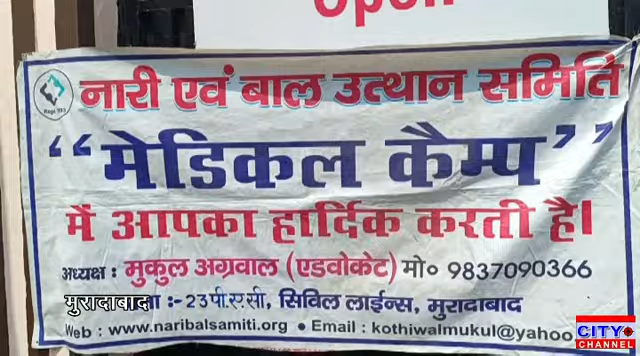 Open
नारी एवं बाल उत्थान समिति
“मेडिकल कैम्प”
में आपका हार्दिक करती है।
अध्यक्ष : मुकुल अग्रवाल (एडवोकेट) मो० 9837090366
मुरादाबाद :-23पी.ए.सी, सिविल लाईन्स, मुरादाबाद
Web : www.naribalsamiti.org ● Email : kothiwalmukul@yahoo
CITY
CHANNEL